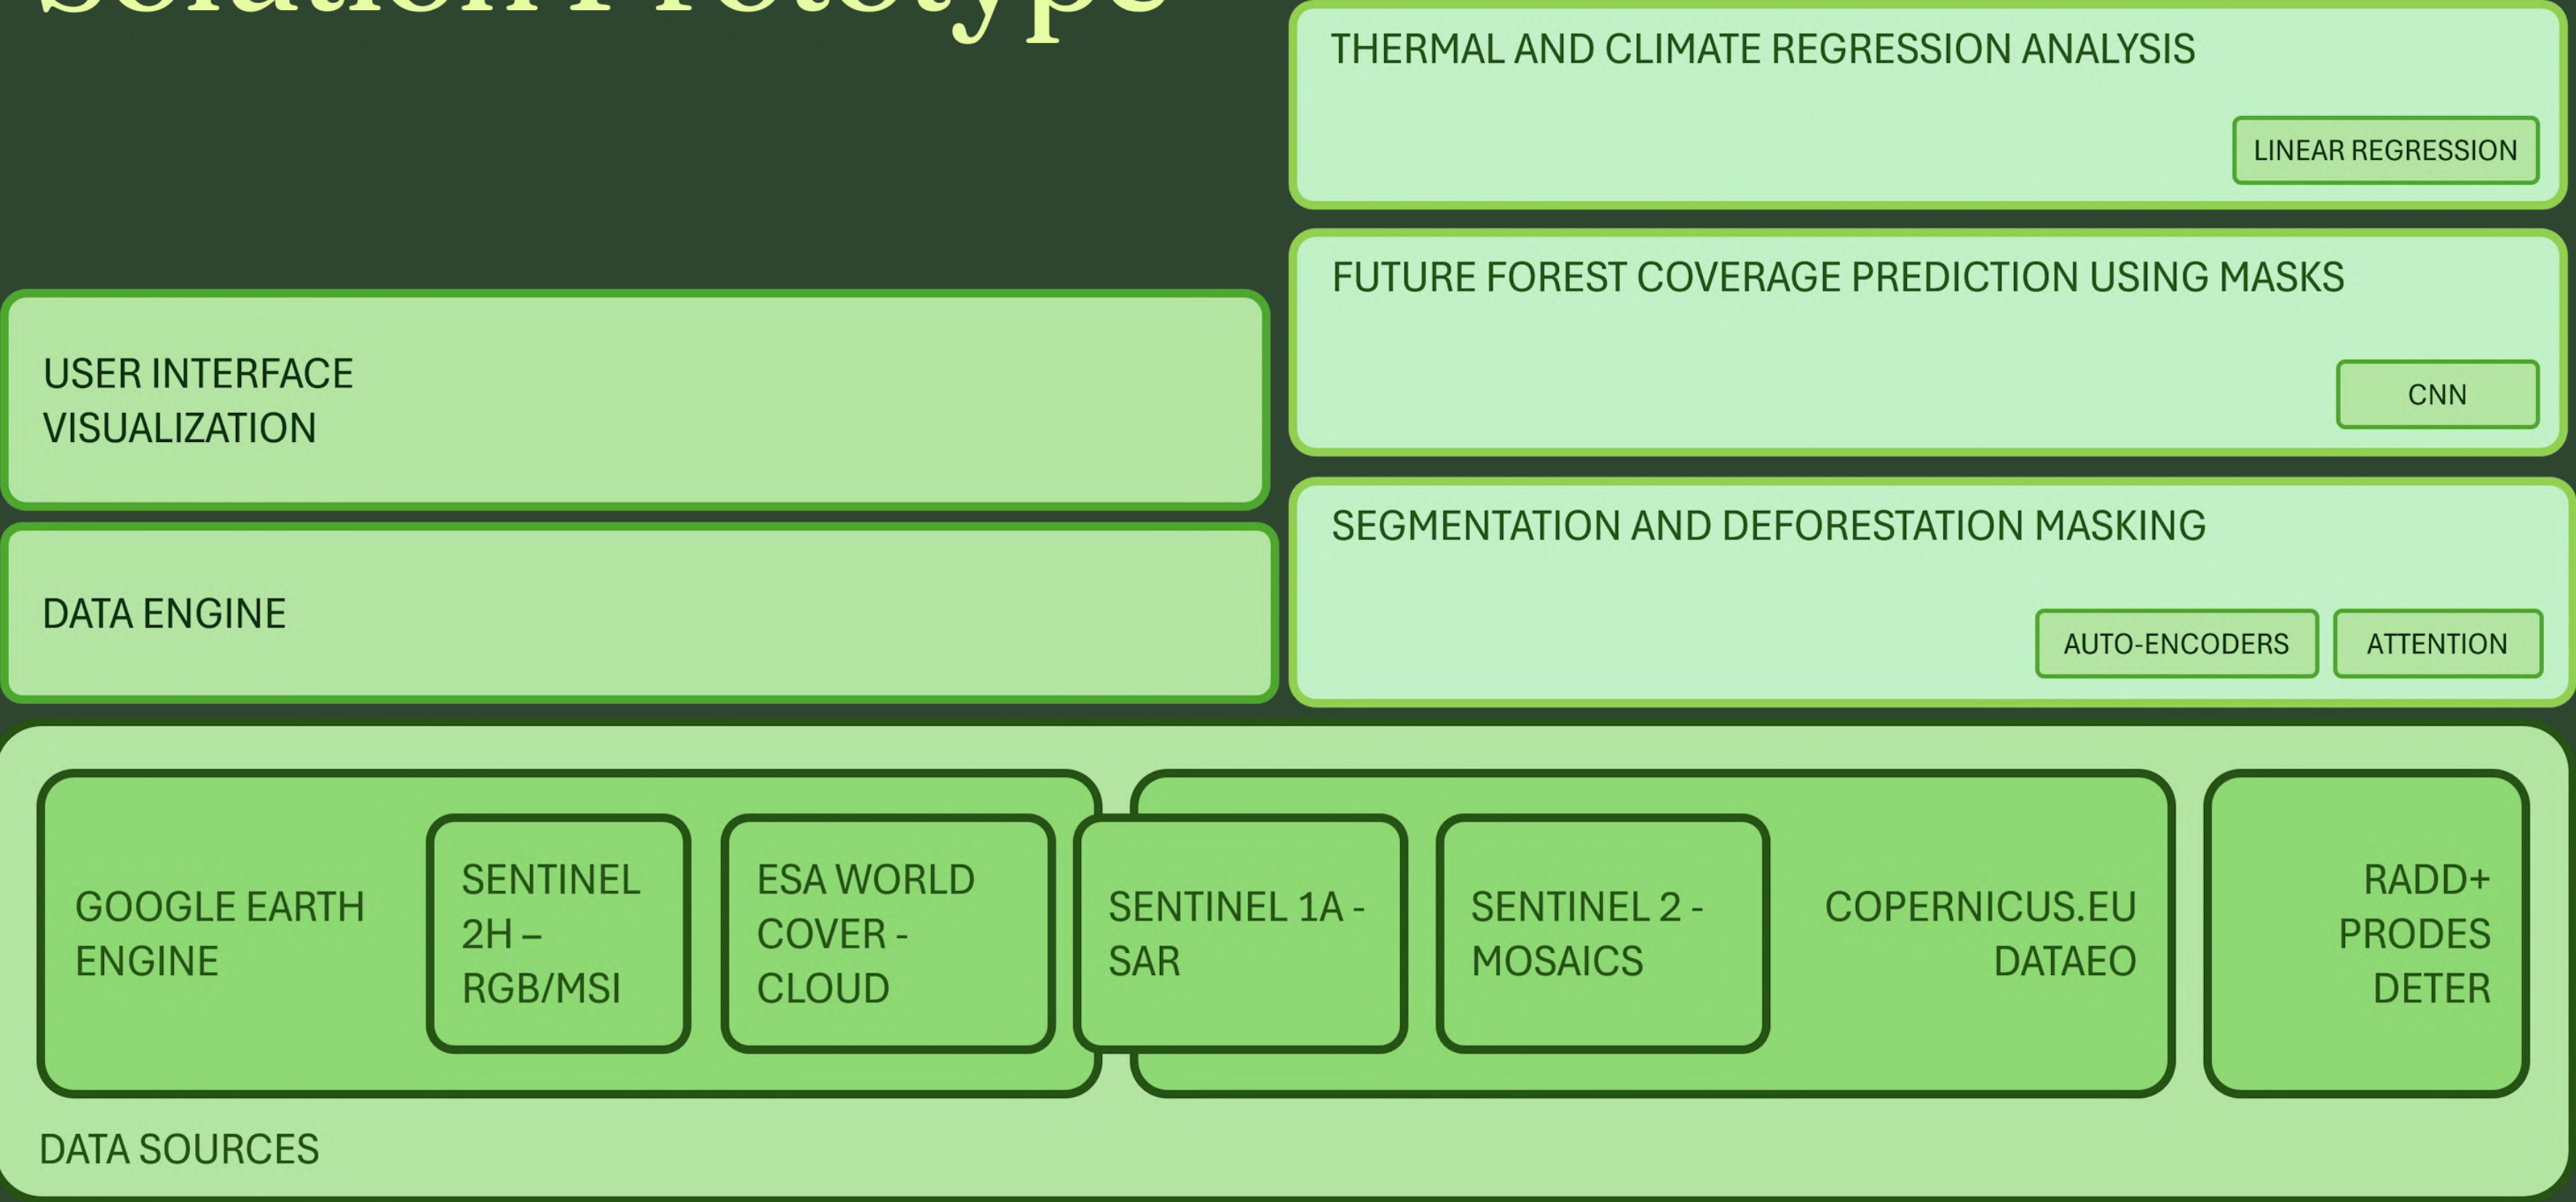 Solution Prototype
THERMAL AND CLIMATE REGRESSION ANALYSIS
LINEAR REGRESSION
FUTURE FOREST COVERAGE PREDICTION USING MASKS
CNN
USER INTERFACE
VISUALIZATION
SEGMENTATION AND DEFORESTATION MASKING
AUTO-ENCODERS
ATTENTION
DATA ENGINE
GOOGLE EARTH
ENGINE
SENTINEL
2H –
RGB/MSI
ESA WORLD
COVER -
CLOUD
SENTINEL 1A -
SAR
SENTINEL 2 -
MOSAICS
COPERNICUS.EU
DATAEO
RADD+
PRODES
DETER
DATA SOURCES